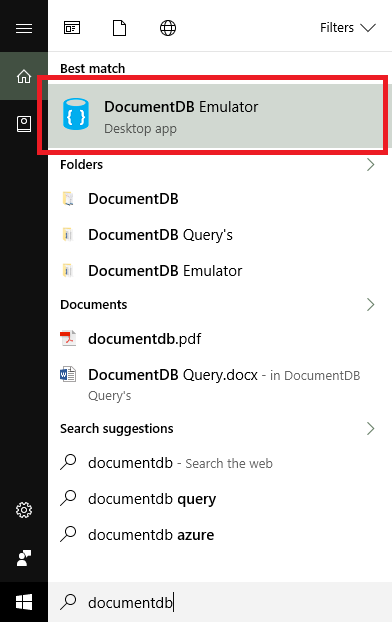 Filters
Best match
DocumentDB Emulator
Desktop app
Folders
DocumentDB
DocumentDB Query's
DocumentDB Emulator
Documents
documentdb.pdf
DocumentDB Query.docx - in DocumentDB
Query's
Search suggestions
documentdb - Search the web
documentdb query
documentdb azure
documentdb